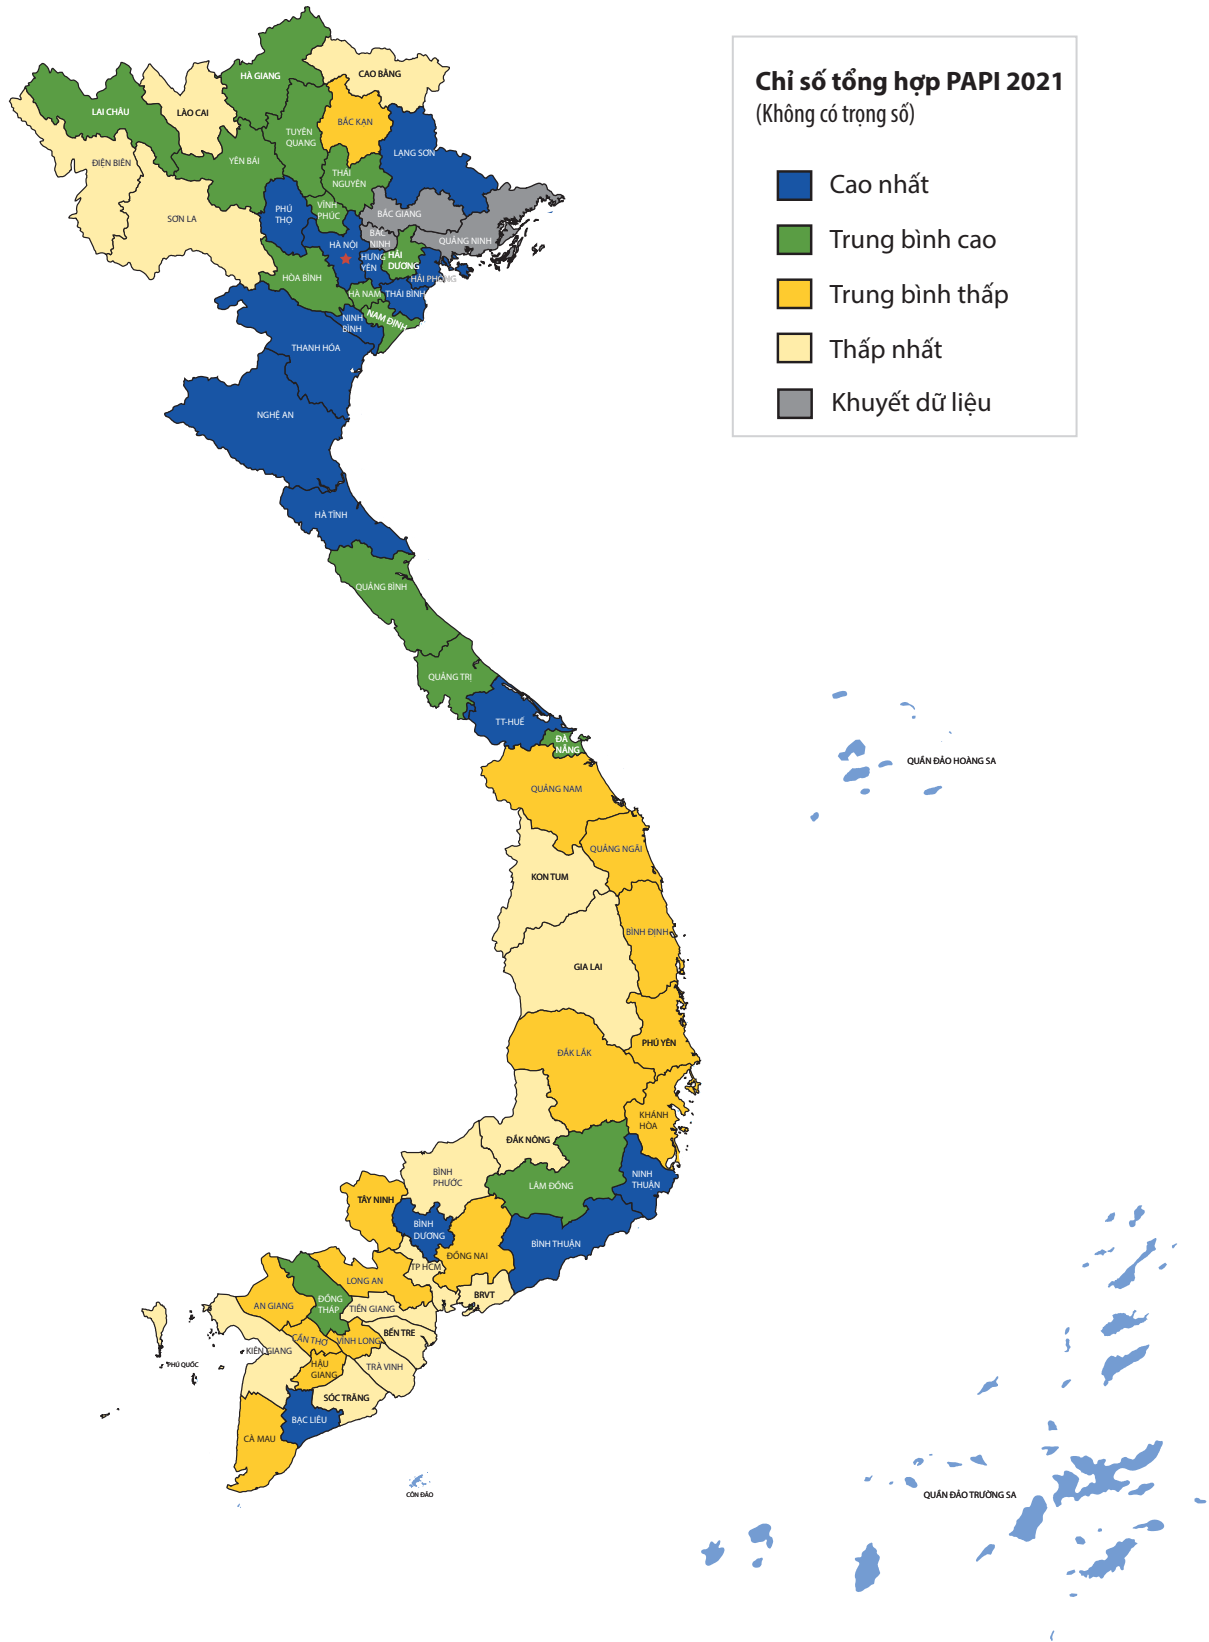 Chỉ số tổng hợp PAPI 2021
(Không có trọng số)
Cao nhất
Trung bình cao
Trung bình thấp
Thấp nhất
Khuyết dữ liệu
HÀ GIANG
CAO BẰNG
LAI CHÂU
LÀO CAI
BẮC KẠN
TUYÊN
QUANG
LẠNG SƠN
ĐIỆN BIÊN
YÊN BÁI
THÁI
NGUYÊN
SƠN LA
PHÚ
THỌ
VĨNH
PHÚC
BẮC GIANG
BẮC
NINH
QUẢNG NINH
HÀ NỘI
HƯNG
YÊN
HẢI
DƯƠNG
HẢI PHÒNG
HÒA BÌNH
HÀ NAM
THÁI BÌNH
NINH
BÌNH
NAM ĐỊNH
THANH HÓA
NGHỆ AN
HÀ TĨNH
QUẢNG BÌNH
QUẢNG TRỊ
TT-HUẾ
ĐÀ
NẴNG
QUẦN ĐẢO HOÀNG SA
QUẢNG NAM
QUẢNG NGÃI
KON TUM
BÌNH ĐỊNH
GIA LAI
PHÚ YÊN
ĐẮK LẮK
KHÁNH
HÒA
ĐẮK NÔNG
BÌNH
PHƯỚC
NINH
THUẬN
LÂM ĐỒNG
TÂY NINH
BÌNH
DƯƠNG
BÌNH THUẬN
ĐỒNG NAI
TP HCM
LONG AN
BRVT
AN GIANG
ĐỒNG
THÁP
TIỀN GIANG
CẦN THƠ
VĨNH LONG
BẾN TRE
KIÊN GIANG
PHÚ QUỐC
HẬU
GIANG
TRÀ VINH
SÓC TRĂNG
BẠC LIÊU
CÀ MAU
CÔN ĐẢO
QUẦN ĐẢO TRƯỜNG SA